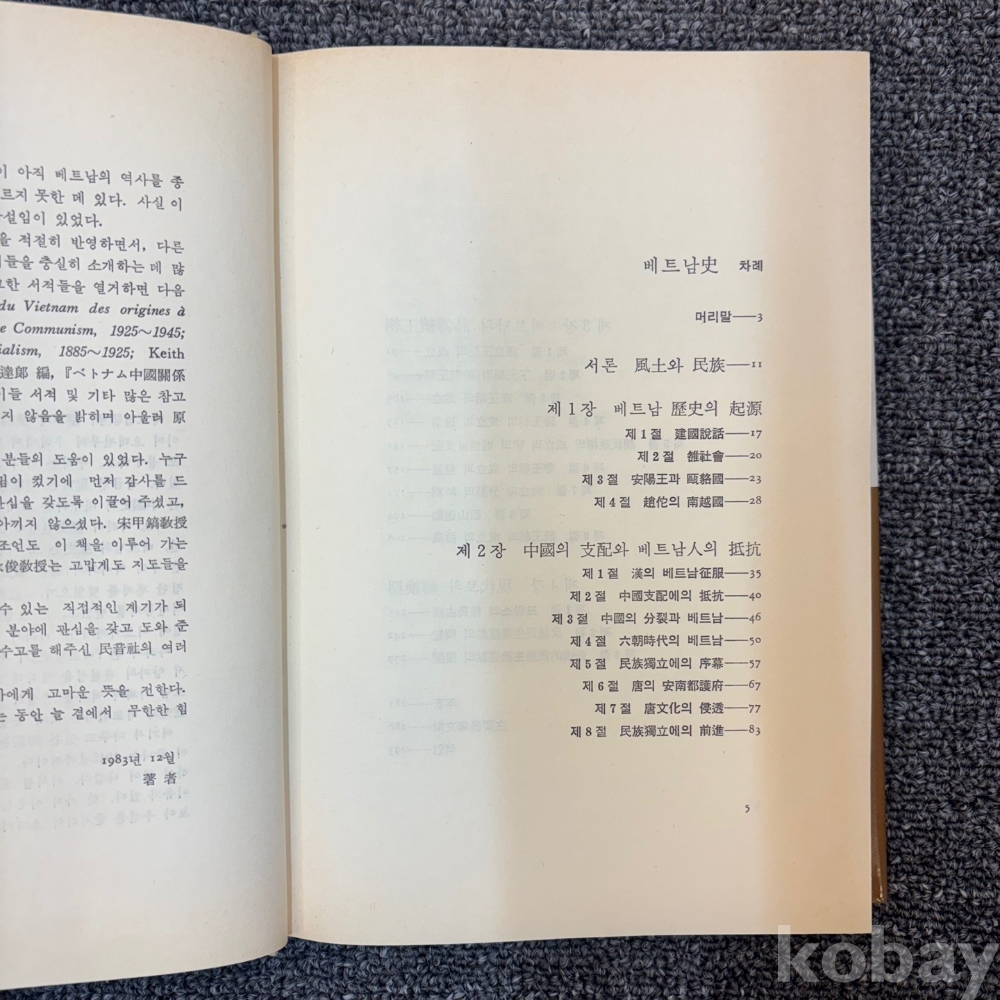 이 아직 베트남의 역사를 종
르지 못한 데 있다. 사실 이
설임이 있었다.
을 적절히 반영하면서, 다른
들을 충실히 소개하는 데 많
한 서적들을 열거하면 다음
du Vietnam des origines à
e Communism, 1925~1945;
ialism, 1885~1925; Keith
達郞 編, 『ベトナム中國關係
이들 서적 및 기타 많은 참고
지 않음을 밝히며 아울러 原
분들의 도움이 있었다. 누구
임이 컸기에 먼저 감사를 드
관심을 갖도록 이끌어 주셨고,
아끼지 않으셨다. 宋甲鎬敎授
조언도 이 책을 이루어 가는
永俊敎授는 고맙게도 지도들을
수 있는 직접적인 계기가 되
분야에 관심을 갖고 도와 준
수고를 해주신 民音社의 여러
에게 고마운 뜻을 전한다.
는 동안 늘 곁에서 무한한 힘
1983년 12월
著者
베트남史 차례
머리말—3
서론 風土와 民族—11
제1장 베트남 歷史의 起源
제1절 建國說話—17
제2절 雒社會—20
제3절 安陽王과 甌貉國—23
제4절 趙佗의 南越國—28
제2장 中國의 支配와 베트남人의 抵抗
제1절 漢의 베트남征服—35
제2절 中國支配에의 抵抗—40
제3절 中國의 分裂과 베트남—46
제4절 六朝時代의 베트남—50
제5절 民族獨立에의 序幕—57
제6절 唐의 安南都護府—67
제7절 唐文化의 侵透—77
제8절 民族獨立에의 前進—83
5
kobay